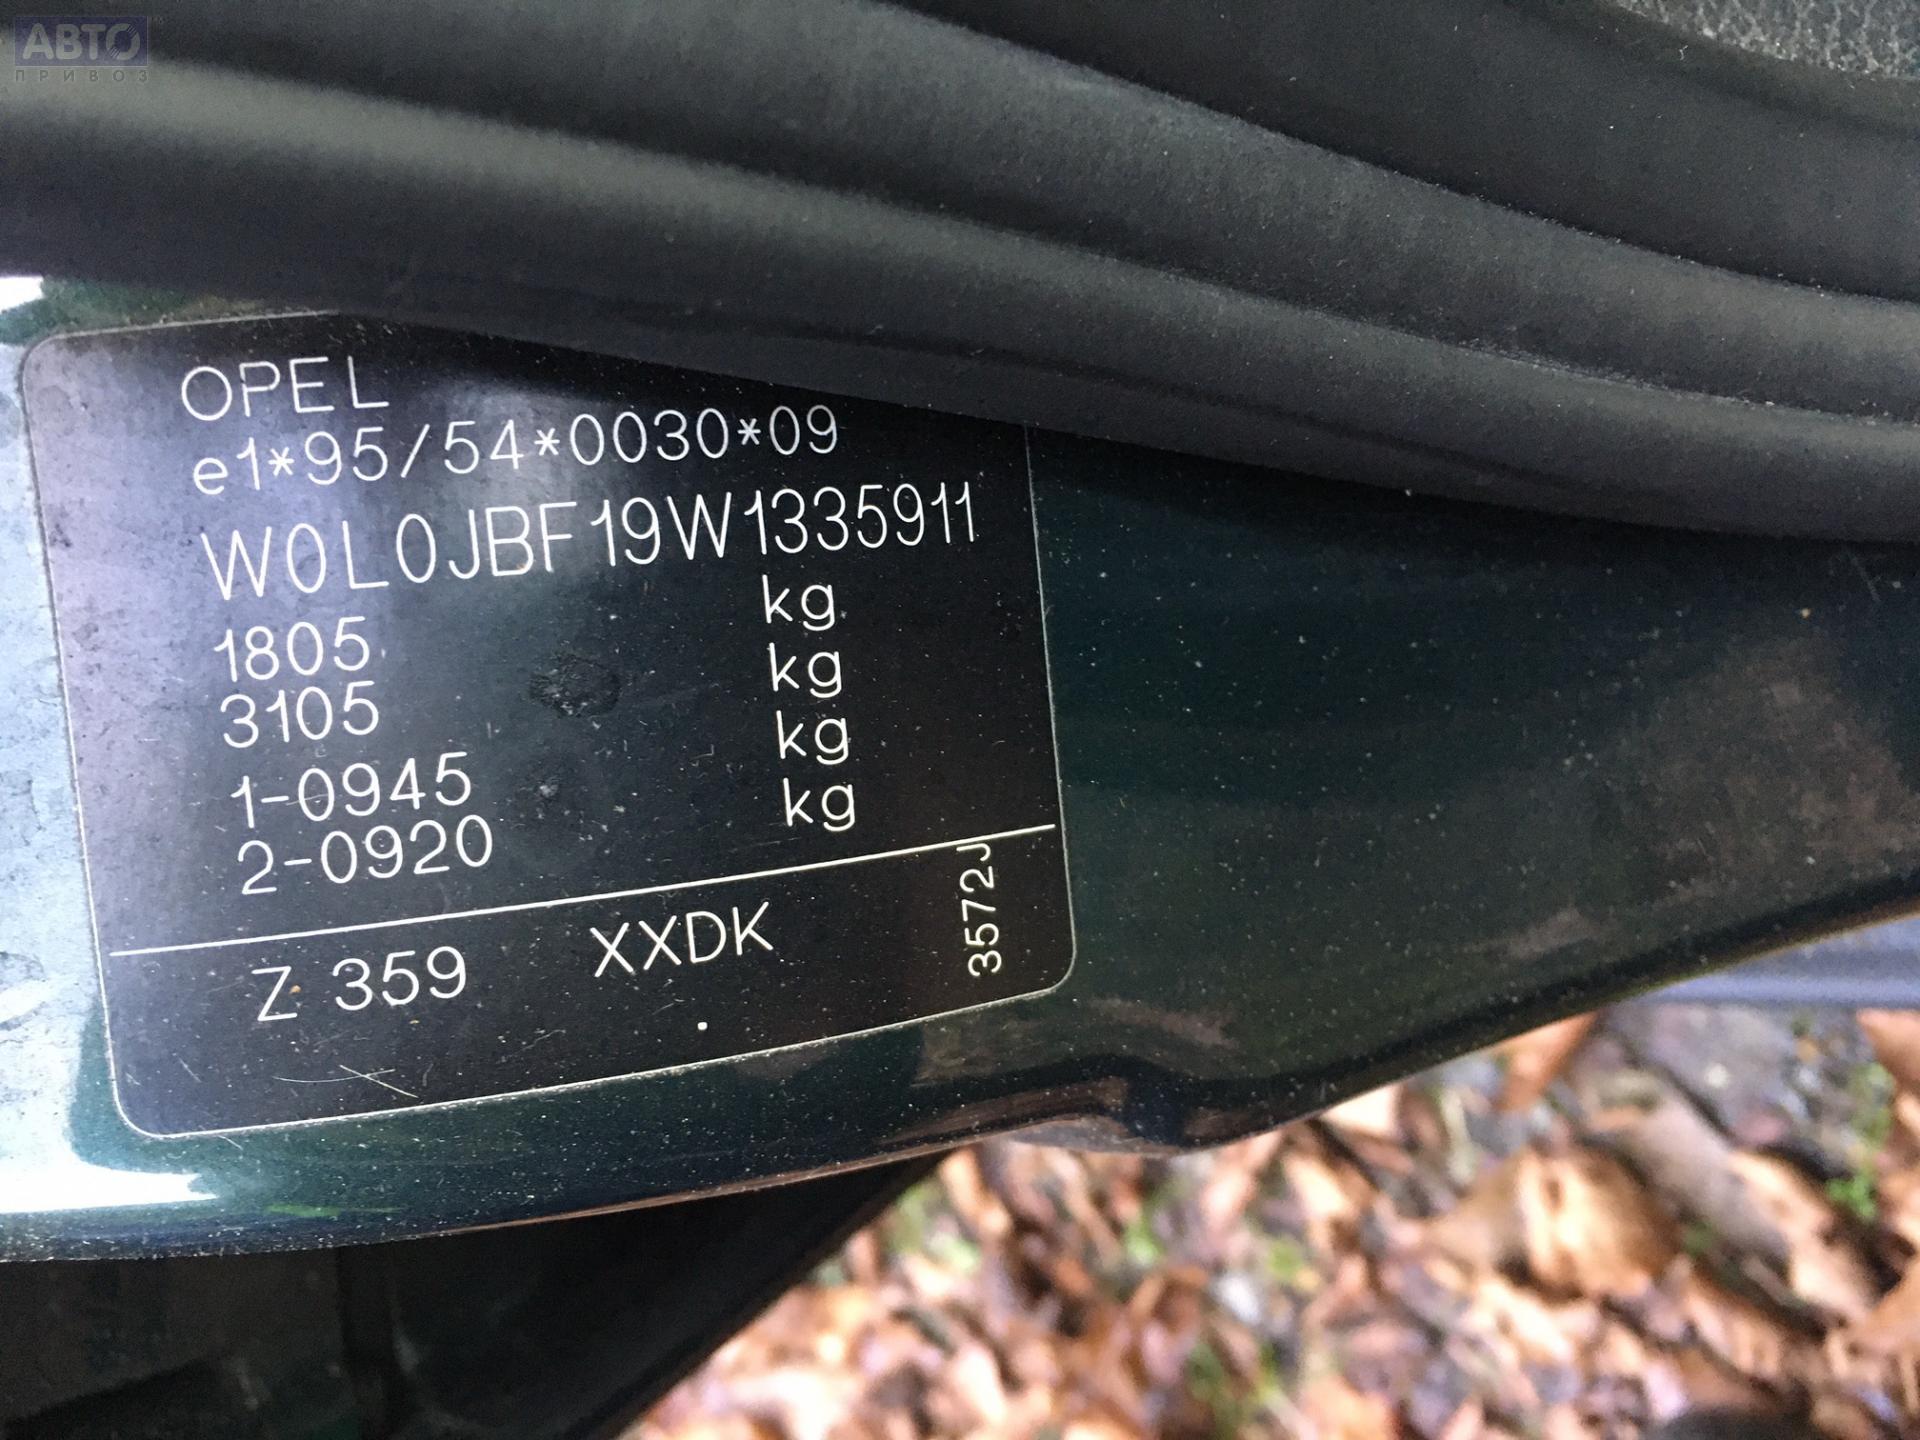 АВТО
ПРИВОЗ
OPEL
e1*95/54*0030*09
W0L0JBF19W1335911
1805 kg
3105 kg
1-0945 kg
2-0920 kg
Z 359 XXDK 3572J